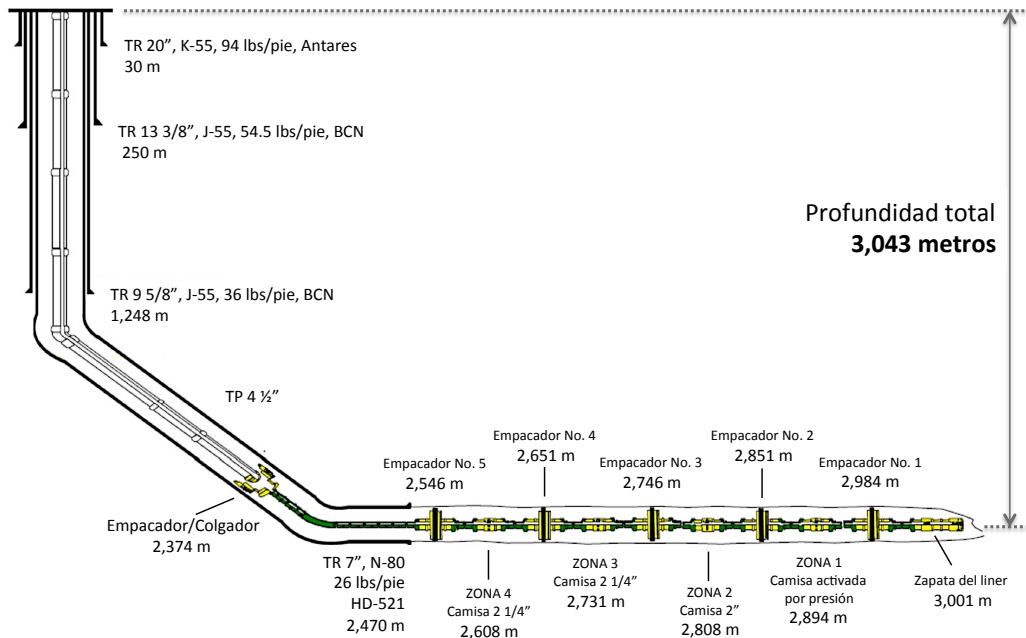 TR 20”, K-55, 94 lbs/pie, Antares
30 m
TR 13 3/8”, J-55, 54.5 lbs/pie, BCN
250 m
Profundidad total
3,043 metros
TR 9 5/8”, J-55, 36 lbs/pie, BCN
1,248 m
TP 4 ½”
Empacador No. 5
2,546 m
Empacador No. 4
2,651 m
Empacador No. 3
2,746 m
Empacador No. 2
2,851 m
Empacador No. 1
2,984 m
Empacador/Colgador
2,374 m
TR 7”, N-80
26 lbs/pie
HD-521
2,470 m
ZONA 4
Camisa 2 1/4”
2,608 m
ZONA 3
Camisa 2 1/4”
2,731 m
ZONA 2
Camisa 2”
2,808 m
ZONA 1
Camisa activada
por presión
2,894 m
Zapata del liner
3,001 m